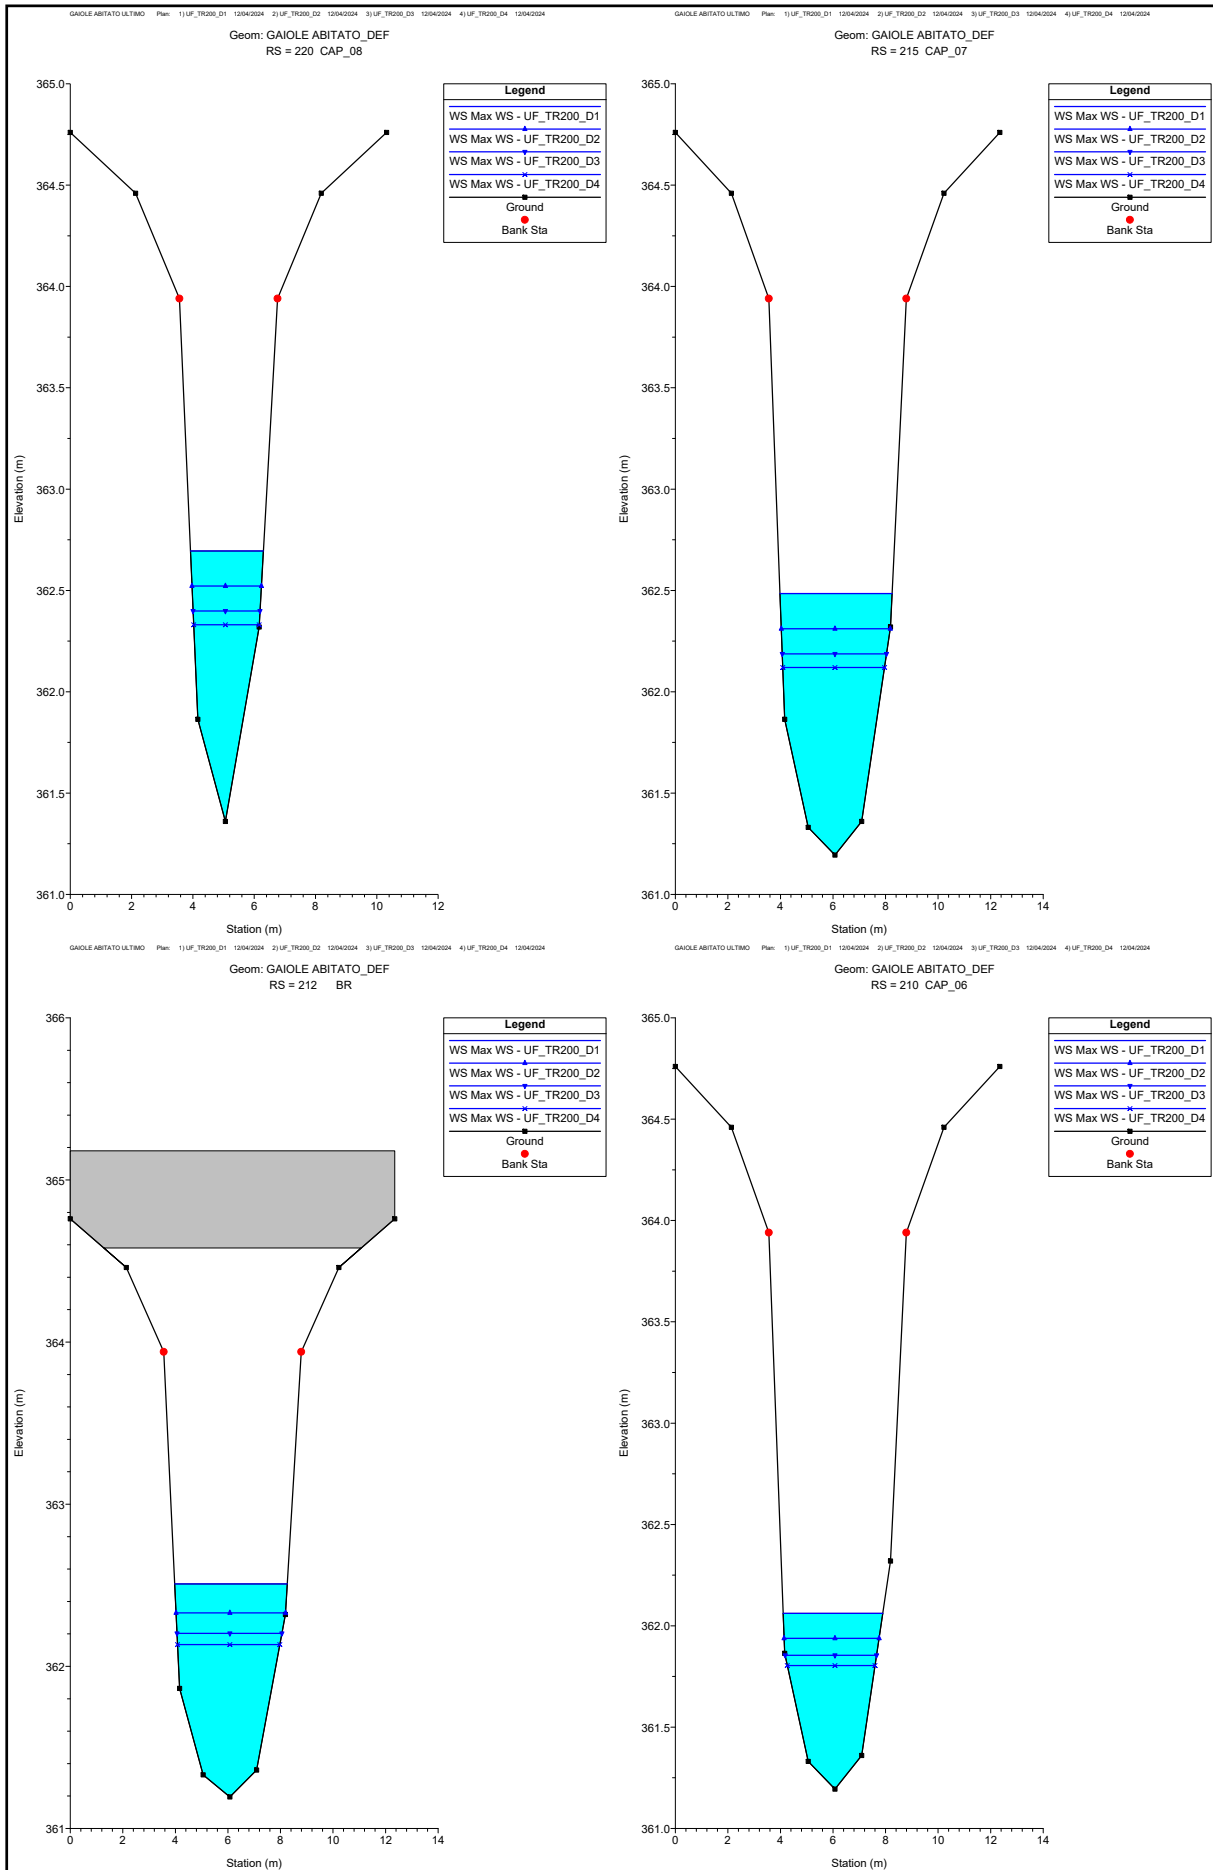 GAIOLE ABITATO ULTIMO Plan: 1) UF_TR200_D1 12/04/2024 2) UF_TR200_D2 12/04/2024 3) UF_TR200_D3 12/04/2024 4) UF_TR200_D4 12/04/2024
Geom: GAIOLE ABITATO_DEF
RS = 220 CAP_08
Legend
WS Max WS - UF_TR200_D1
WS Max WS - UF_TR200_D2
WS Max WS - UF_TR200_D3
WS Max WS - UF_TR200_D4
Ground
Bank Sta
365.0
364.5
364.0
363.5
363.0
362.5
362.0
361.5
361.0
Elevation (m)
0 2 4 6 8 10 12
Station (m)
GAIOLE ABITATO ULTIMO Plan: 1) UF_TR200_D1 12/04/2024 2) UF_TR200_D2 12/04/2024 3) UF_TR200_D3 12/04/2024 4) UF_TR200_D4 12/04/2024
Geom: GAIOLE ABITATO_DEF
RS = 215 CAP_07
Legend
WS Max WS - UF_TR200_D1
WS Max WS - UF_TR200_D2
WS Max WS - UF_TR200_D3
WS Max WS - UF_TR200_D4
Ground
Bank Sta
365.0
364.5
364.0
363.5
363.0
362.5
362.0
361.5
361.0
Elevation (m)
0 2 4 6 8 10 12 14
Station (m)
GAIOLE ABITATO ULTIMO Plan: 1) UF_TR200_D1 12/04/2024 2) UF_TR200_D2 12/04/2024 3) UF_TR200_D3 12/04/2024 4) UF_TR200_D4 12/04/2024
Geom: GAIOLE ABITATO_DEF
RS = 212 BR
Legend
WS Max WS - UF_TR200_D1
WS Max WS - UF_TR200_D2
WS Max WS - UF_TR200_D3
WS Max WS - UF_TR200_D4
Ground
Bank Sta
366
365
364
363
362
361
Elevation (m)
0 2 4 6 8 10 12 14
Station (m)
GAIOLE ABITATO ULTIMO Plan: 1) UF_TR200_D1 12/04/2024 2) UF_TR200_D2 12/04/2024 3) UF_TR200_D3 12/04/2024 4) UF_TR200_D4 12/04/2024
Geom: GAIOLE ABITATO_DEF
RS = 210 CAP_06
Legend
WS Max WS - UF_TR200_D1
WS Max WS - UF_TR200_D2
WS Max WS - UF_TR200_D3
WS Max WS - UF_TR200_D4
Ground
Bank Sta
365.0
364.5
364.0
363.5
363.0
362.5
362.0
361.5
361.0
Elevation (m)
0 2 4 6 8 10 12 14
Station (m)